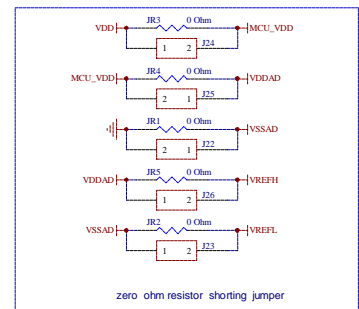 JR3 0 Ohm
VDD MCU_VDD
1 2 J24
JR4 0 Ohm
MCU_VDD VDDAD
2 1 J25
JR1 0 Ohm
VSSAD
2 1 J22
JR5 0 Ohm
VDDAD VREFH
2 1 J26
JR2 0 Ohm
VSSAD VREFL
1 2 J23
zero ohm resistor shorting jumper